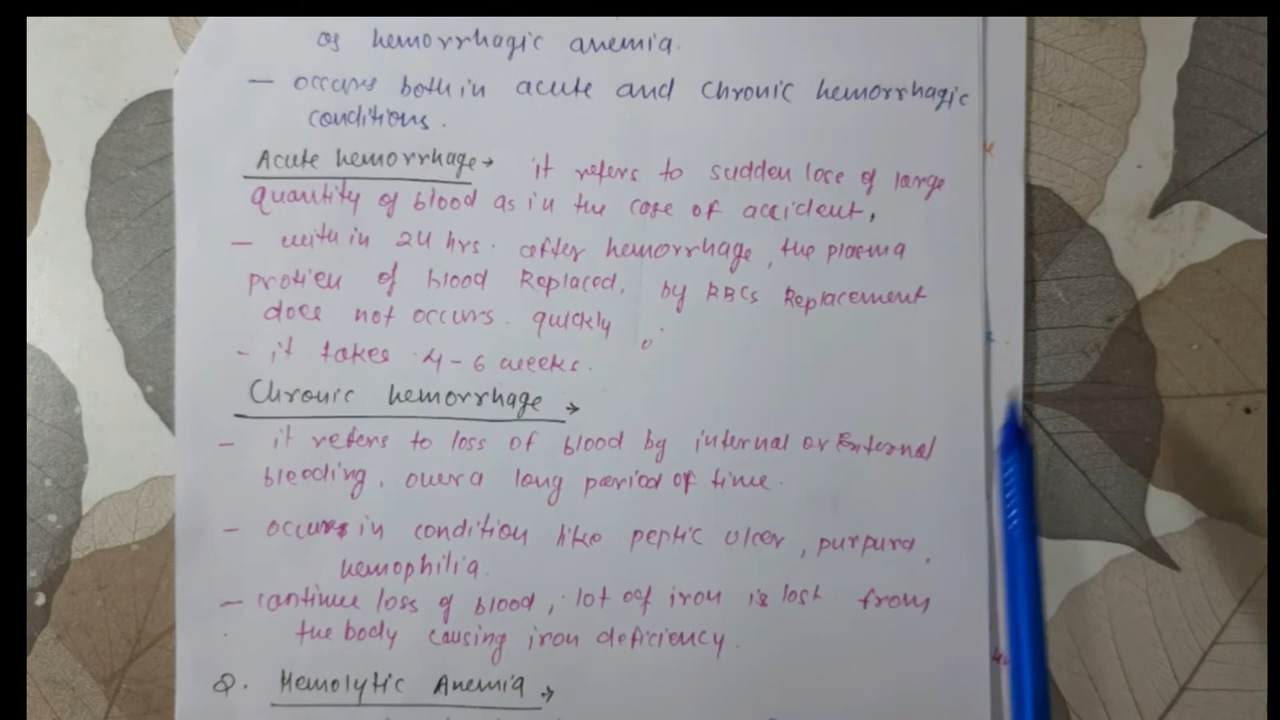 of hemorrhagic anemia.
— occurs both in acute and chronic hemorrhagic
conditions.
Acute hemorrhage → it refers to sudden lose of large
quantity of blood as in the case of accident,
— with in 24 hrs. after hemorrhage, the plasma
protien of blood Replaced, by RBCs Replacement
does not occurs. quickly
- it takes 4-6 weeks.
Chronic hemorrhage →
- it refers to loss of blood by internal or External
bleeding, over a long period of time.
- occurs in condition like peptic ulcer, purpura,
hemophilia.
- continue loss of blood, lot oof iron is lost from
the body causing iron deficiency.
2. Hemolytic Anemia →